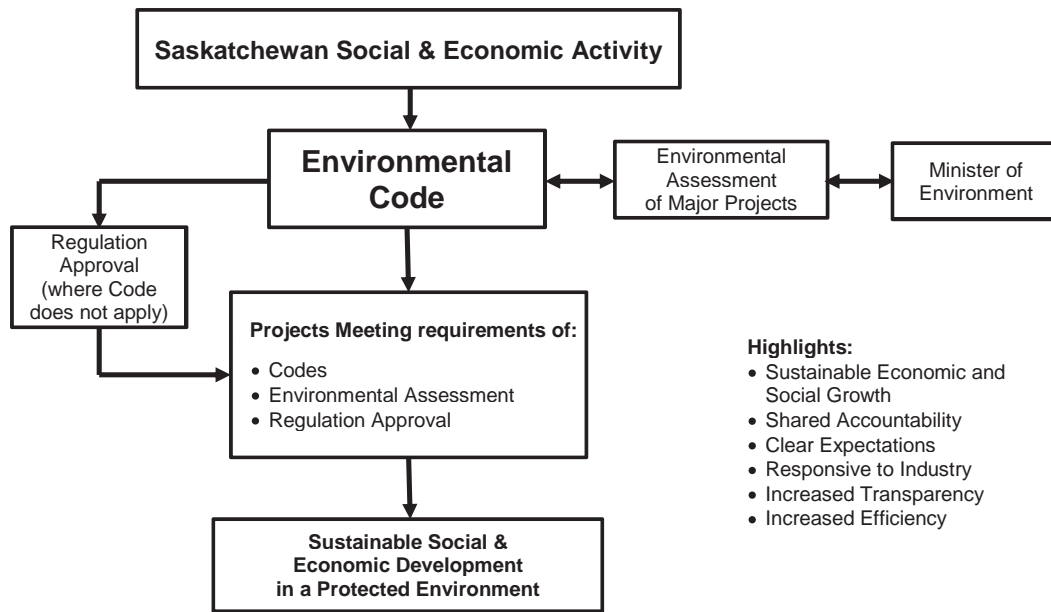 Saskatchewan Social & Economic Activity
Environmental
Code
Environmental
Assessment
of Major Projects
Minister of
Environment
Regulation
Approval
(where Code
does not apply)
Projects Meeting requirements of:
• Codes
• Environmental Assessment
• Regulation Approval
Highlights:
• Sustainable Economic and
Social Growth
• Shared Accountability
• Clear Expectations
• Responsive to Industry
• Increased Transparency
• Increased Efficiency
Sustainable Social &
Economic Development
in a Protected Environment